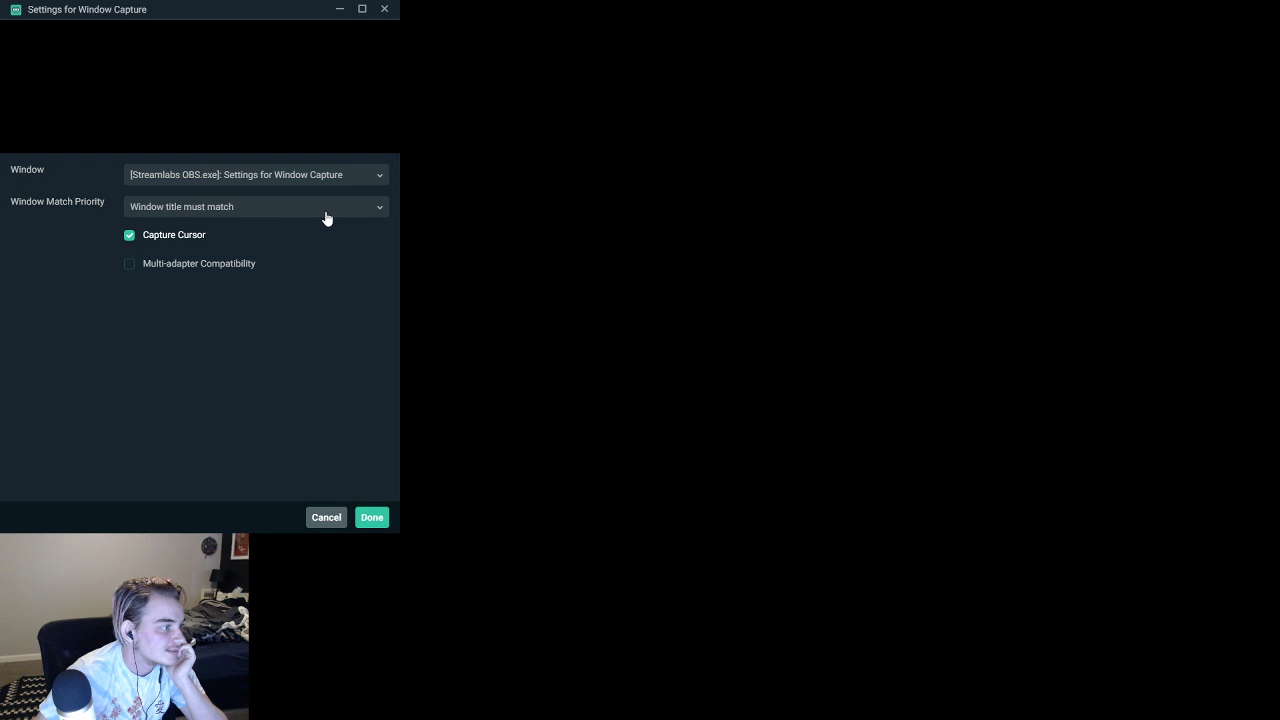 Settings for Window Capture
Window
[Streamlabs OBS.exe]: Settings for Window Capture
Window Match Priority
Window title must match
Capture Cursor
Multi-adapter Compatibility
Cancel
Done